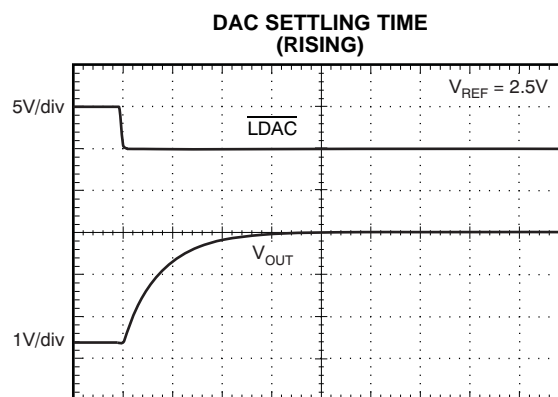 DAC SETTLING TIME
(RISING)
5V/div
V_REF = 2.5V
LDAC
V_OUT
1V/div